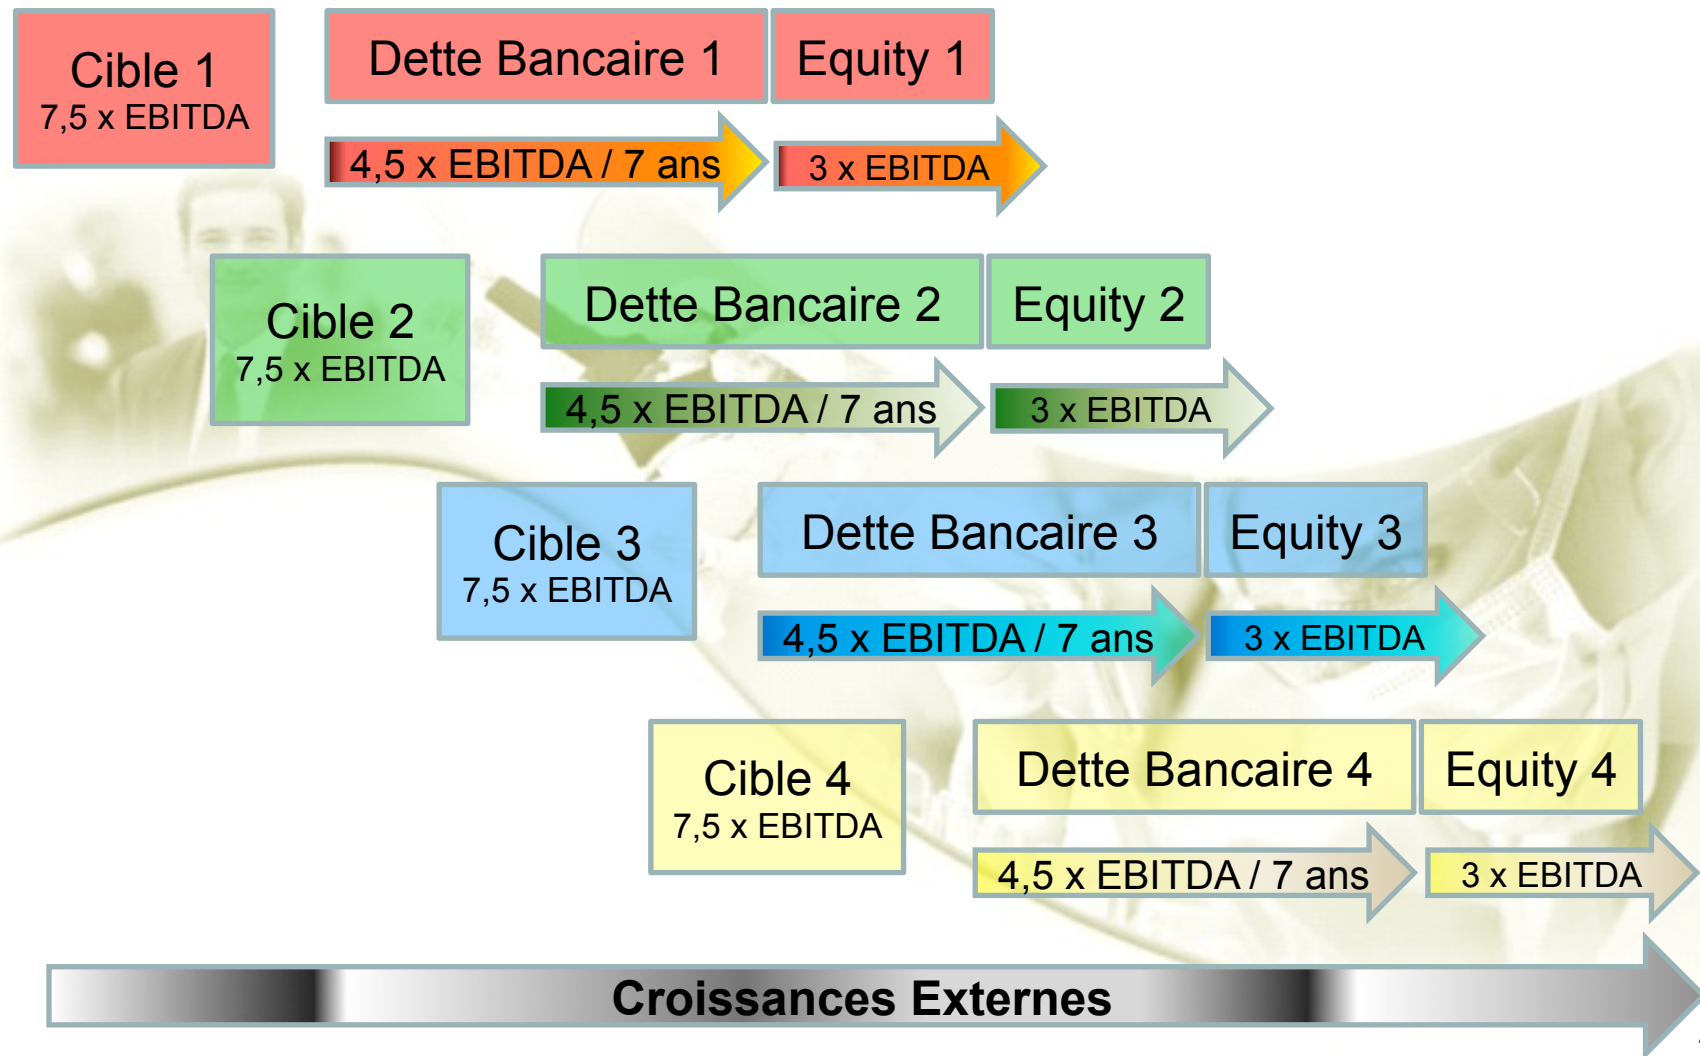 Cible 1
7,5 x EBITDA
Dette Bancaire 1
Equity 1
4,5 x EBITDA / 7 ans
3 x EBITDA
Cible 2
7,5 x EBITDA
Dette Bancaire 2
Equity 2
4,5 x EBITDA / 7 ans
3 x EBITDA
Cible 3
7,5 x EBITDA
Dette Bancaire 3
Equity 3
4,5 x EBITDA / 7 ans
3 x EBITDA
Cible 4
7,5 x EBITDA
Dette Bancaire 4
Equity 4
4,5 x EBITDA / 7 ans
3 x EBITDA
Croissances Externes